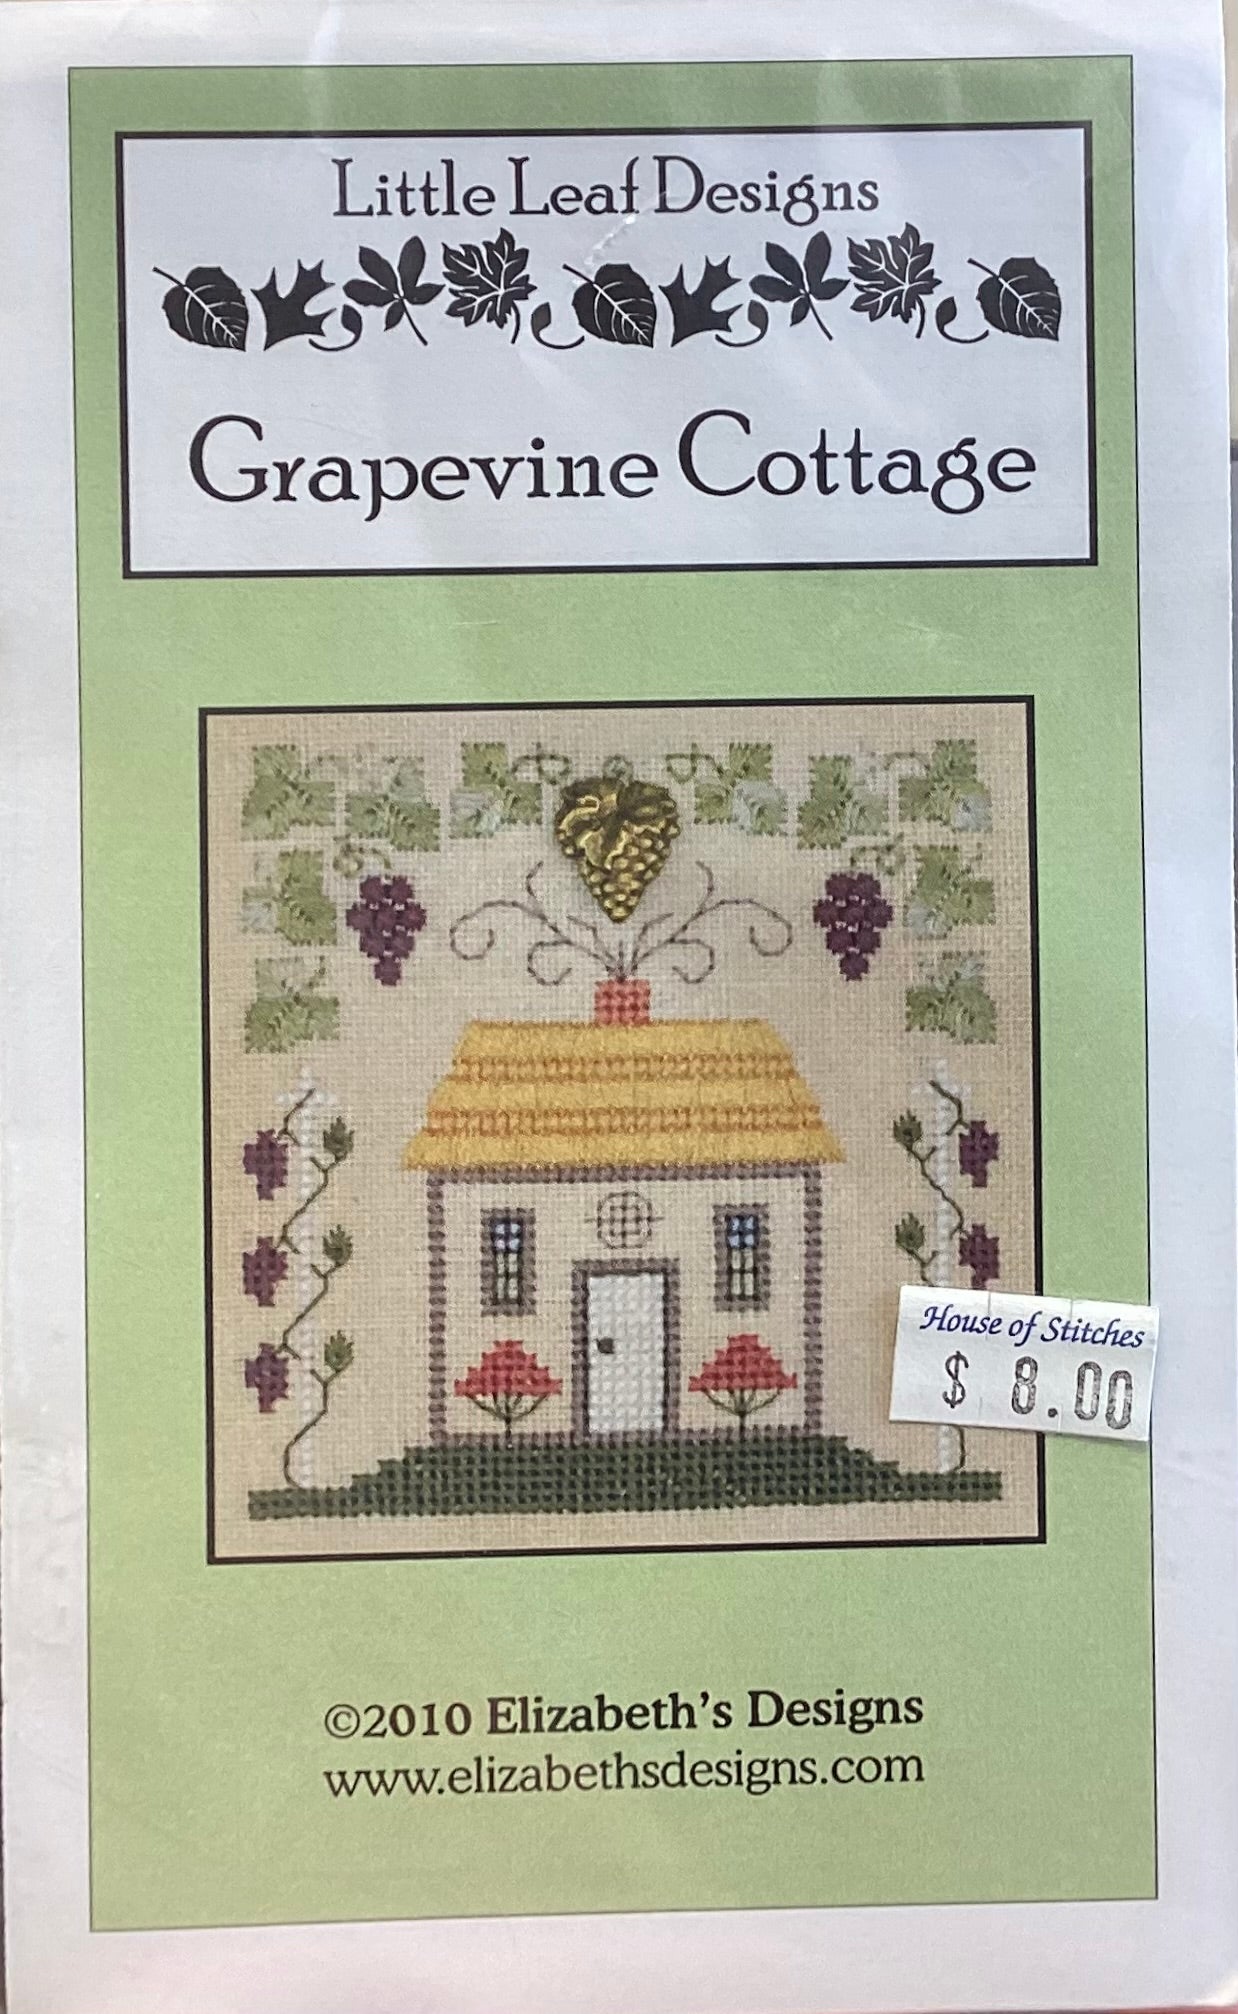 Little Leaf Designs
Grapevine Cottage
House of Stitches
$ 8.00
©2010 Elizabeth's Designs
www.elizabethsdesigns.com